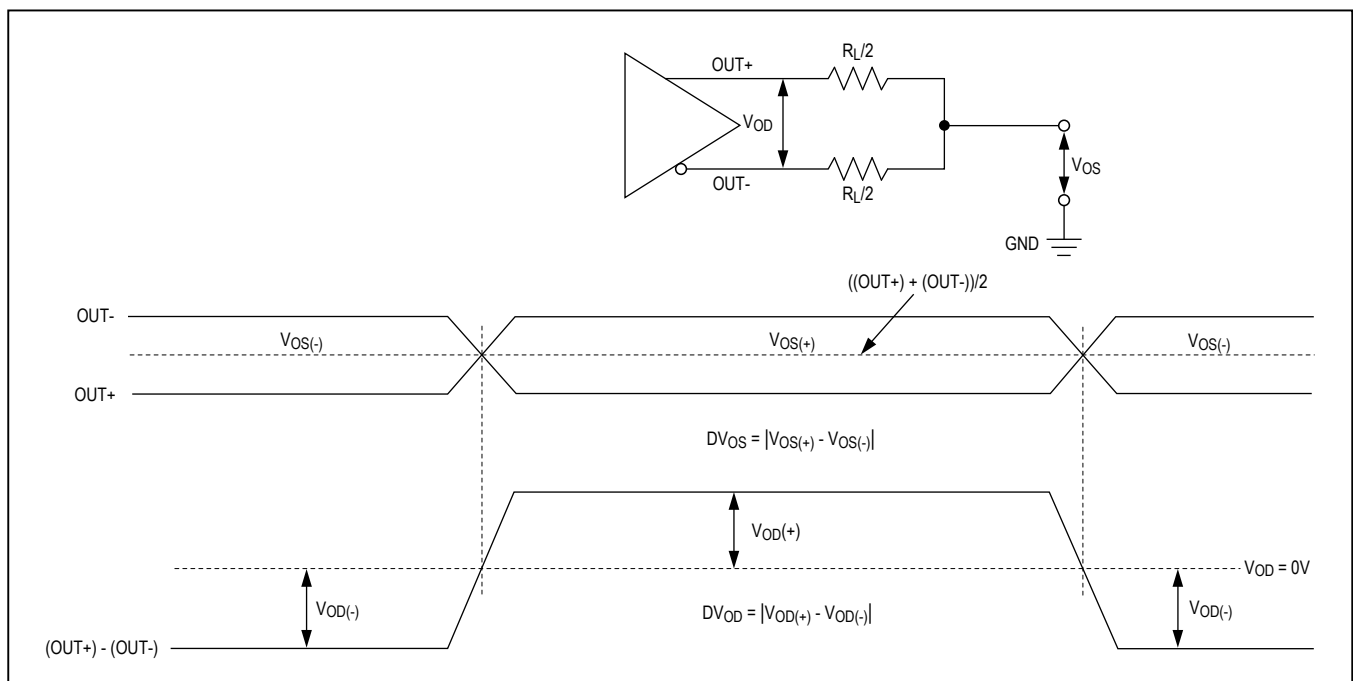 RL/2
OUT+
VOD
OUT-
RL/2
VOS
GND
((OUT+) + (OUT-))/2
OUT-
VOS(-)
VOS(+)
VOS(-)
OUT+
DVOS = |VOS(+) - VOS(-)|
VOD(+)
VOD = 0V
VOD(-)
DVOD = |VOD(+) - VOD(-)|
VOD(-)
(OUT+) - (OUT-)